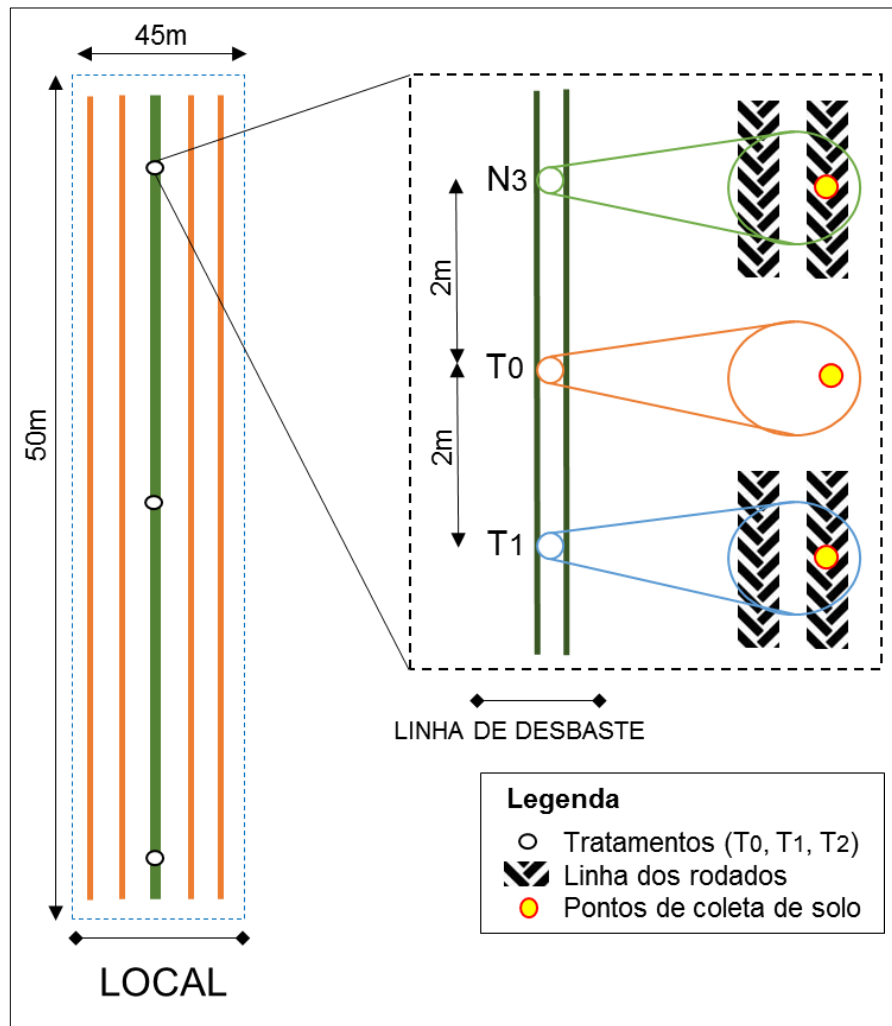 45m
50m
N3
2m
T0
2m
T1
LINHA DE DESBASTE
LOCAL
Legenda
Tratamentos (T0, T1, T2)
Linha dos rodados
Pontos de coleta de solo